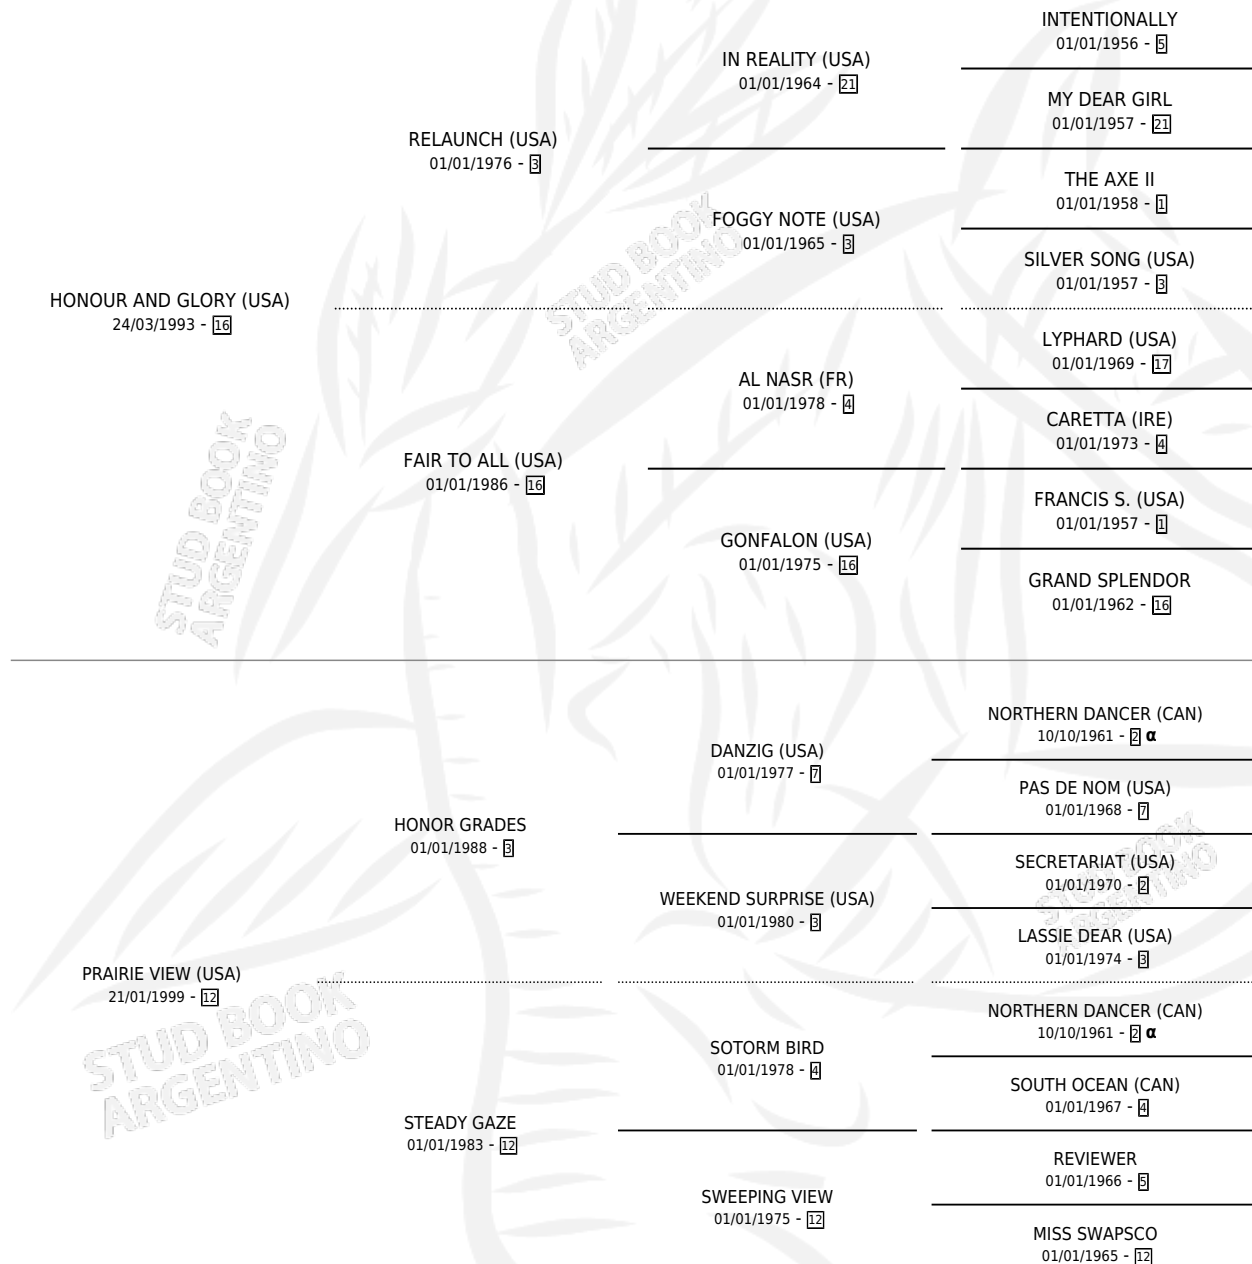 INTENTIONALLY
01/01/1956 - 5
IN REALITY (USA)
01/01/1964 - 21
MY DEAR GIRL
01/01/1957 - 21
RELAUNCH (USA)
01/01/1976 - 3
THE AXE II
01/01/1958 - 1
FOGGY NOTE (USA)
01/01/1965 - 3
SILVER SONG (USA)
01/01/1957 - 3
HONOUR AND GLORY (USA)
24/03/1993 - 16
LYPHARD (USA)
01/01/1969 - 17
AL NASR (FR)
01/01/1978 - 4
CARETTA (IRE)
01/01/1973 - 4
FAIR TO ALL (USA)
01/01/1986 - 16
FRANCIS S. (USA)
01/01/1957 - 1
GONFALON (USA)
01/01/1975 - 16
GRAND SPLENDOR
01/01/1962 - 16
NORTHERN DANCER (CAN)
10/10/1961 - 2 α
DANZIG (USA)
01/01/1977 - 7
PAS DE NOM (USA)
01/01/1968 - 7
HONOR GRADES
01/01/1988 - 3
SECRETARIAT (USA)
01/01/1970 - 2
WEEKEND SURPRISE (USA)
01/01/1980 - 3
LASSIE DEAR (USA)
01/01/1974 - 3
PRAIRIE VIEW (USA)
21/01/1999 - 12
NORTHERN DANCER (CAN)
10/10/1961 - 2 α
SOTORM BIRD
01/01/1978 - 4
SOUTH OCEAN (CAN)
01/01/1967 - 4
STEADY GAZE
01/01/1983 - 12
REVIEWER
01/01/1966 - 5
SWEEPING VIEW
01/01/1975 - 12
MISS SWAPSCO
01/01/1965 - 12
STUD BOOK
ARGENTINO
STUD BOOK
ARGENTINO
STUD BOOK
ARGENTINO
STUD BOOK
ARGENTINO